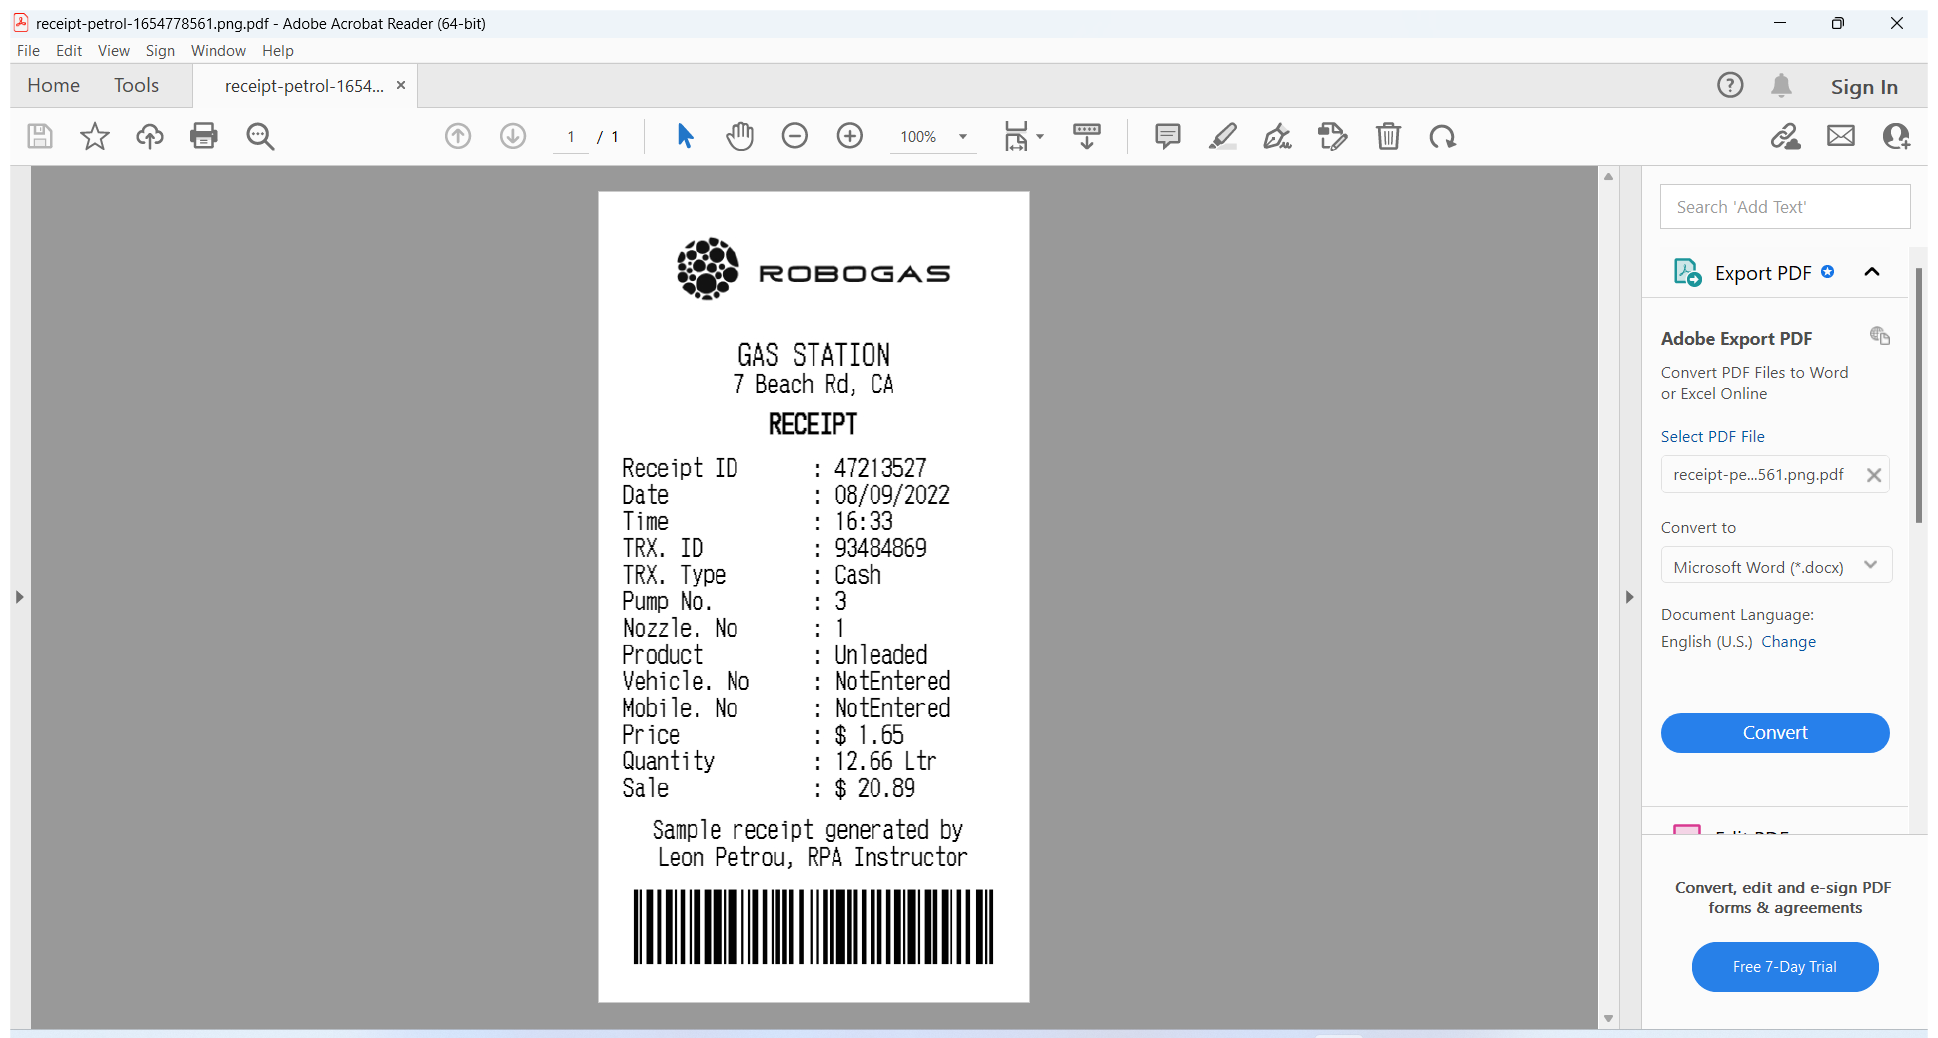 receipt-petrol-1654778561.png.pdf - Adobe Acrobat Reader (64-bit)
File Edit View Sign Window Help
Home Tools receipt-petrol-1654... × Sign In
1 / 1 100%
Search 'Add Text'
Export PDF
Adobe Export PDF
Convert PDF Files to Word
or Excel Online
Select PDF File
receipt-pe...561.png.pdf
Convert to
Microsoft Word (*.docx)
Document Language:
English (U.S.) Change
Convert
Convert, edit and e-sign PDF
forms & agreements
Free 7-Day Trial
ROBOGAS
GAS STATION
7 Beach Rd, CA
RECEIPT
Receipt ID : 47213527
Date : 08/09/2022
Time : 16:33
TRX. ID : 93484869
TRX. Type : Cash
Pump No. : 3
Nozzle. No : 1
Product : Unleaded
Vehicle. No : NotEntered
Mobile. No : NotEntered
Price : $ 1.65
Quantity : 12.66 Ltr
Sale : $ 20.89
Sample receipt generated by
Leon Petrou, RPA Instructor